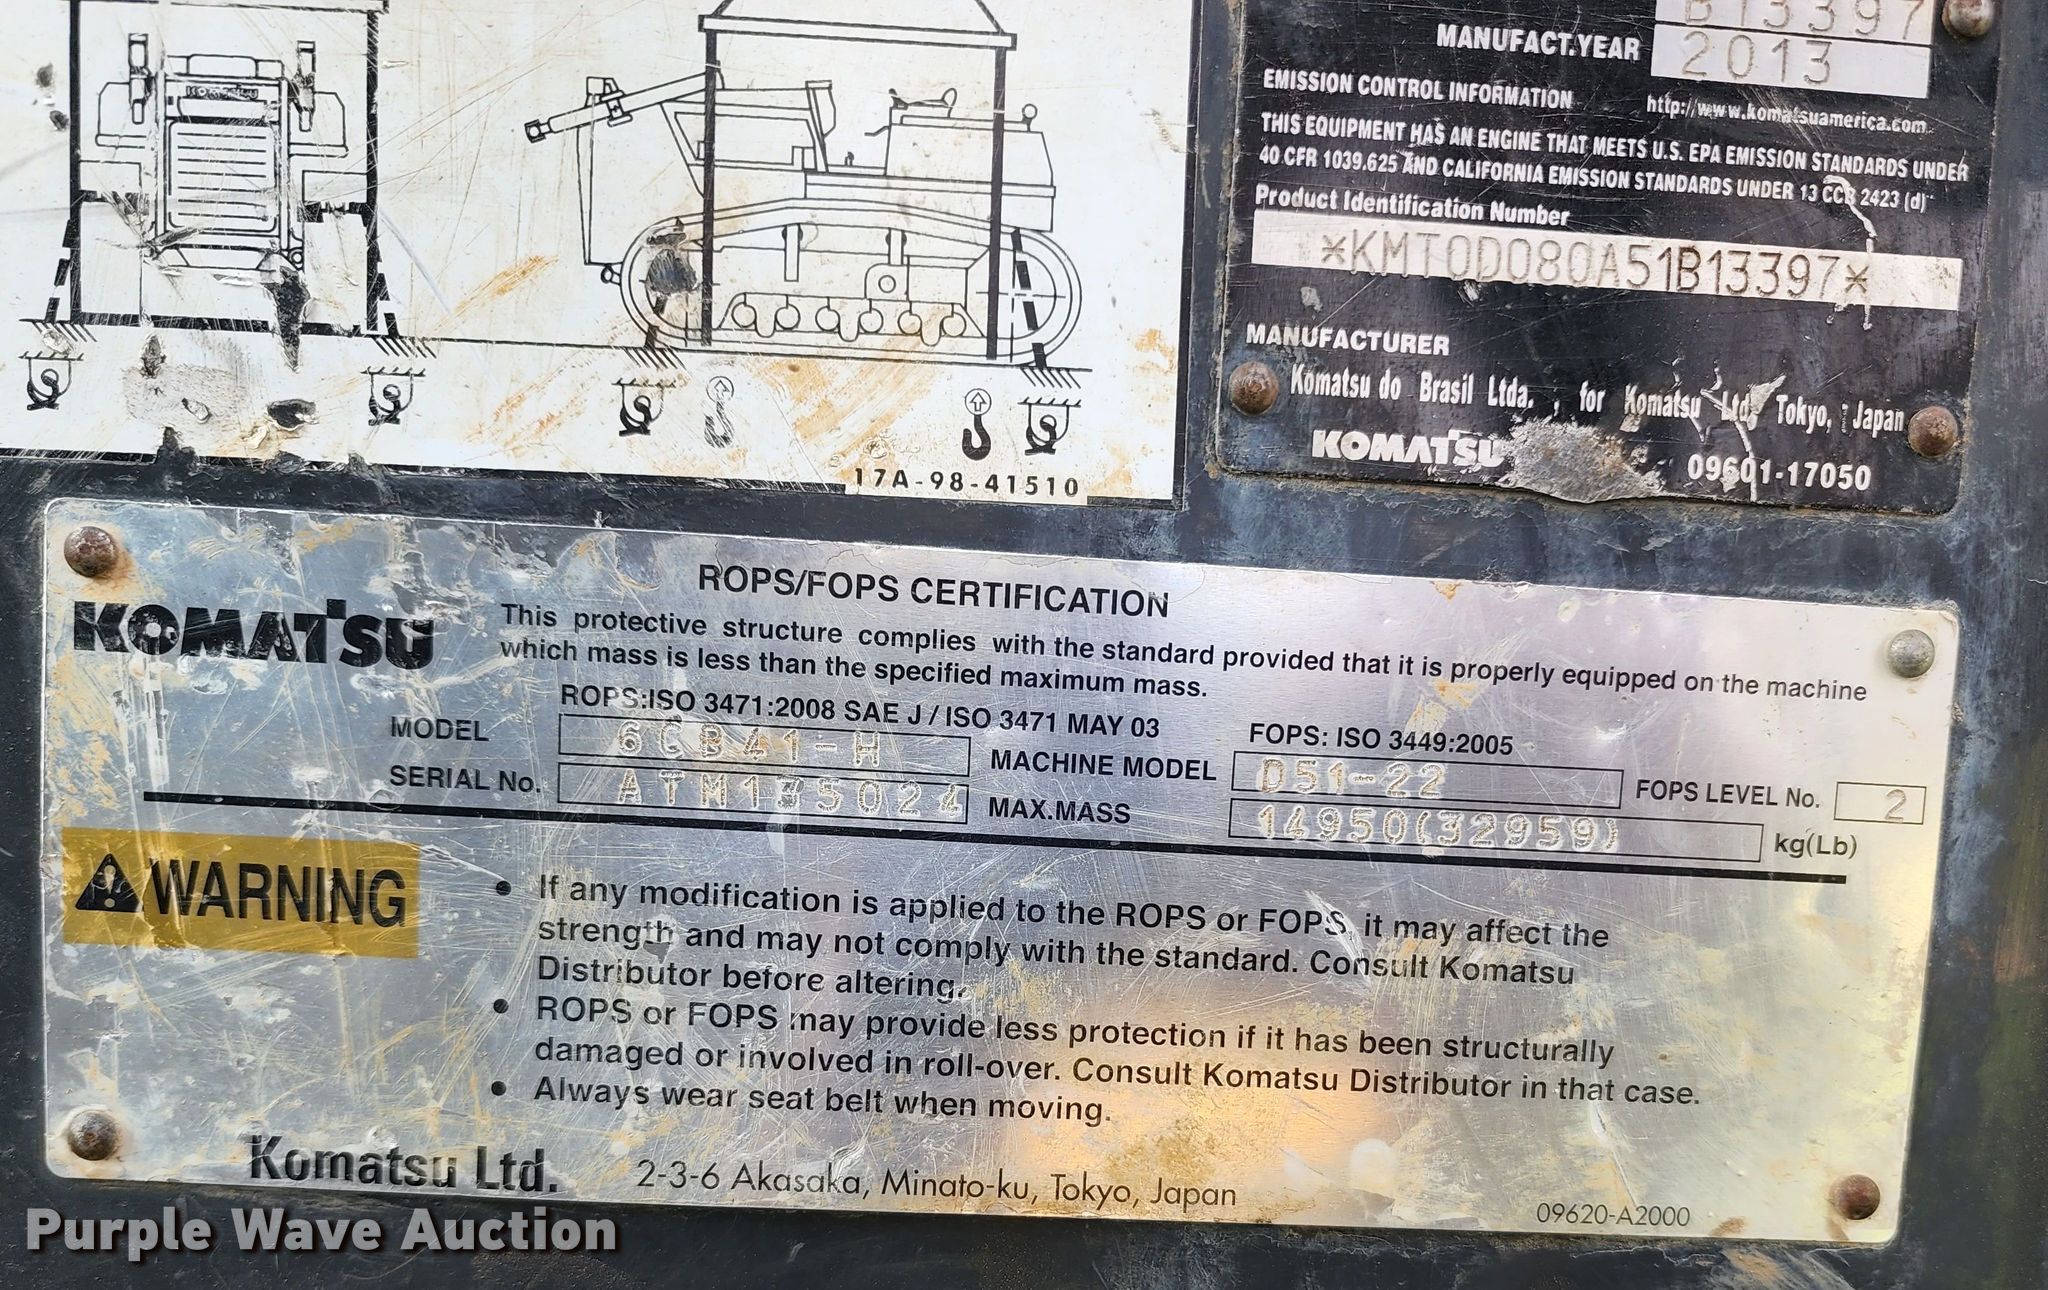 KOMATSU
17A-98-41510
B13397
MANUFACT.YEAR 2013
EMISSION CONTROL INFORMATION http://www.komatsuamerica.com
THIS EQUIPMENT HAS AN ENGINE THAT MEETS U.S. EPA EMISSION STANDARDS UNDER
40 CFR 1039.625 AND CALIFORNIA EMISSION STANDARDS UNDER 13 CCR 2423 (d)
Product Identification Number
*KMT0D080A51B13397*
MANUFACTURER
Komatsu do Brasil Ltda. , for Komatsu Ltd. Tokyo, Japan
KOMATSU 09601-17050
ROPS/FOPS CERTIFICATION
KOMATSU
This protective structure complies with the standard provided that it is properly equipped on the machine
which mass is less than the specified maximum mass.
ROPS:ISO 3471:2008 SAE J / ISO 3471 MAY 03 FOPS: ISO 3449:2005
MODEL 6CB41-H MACHINE MODEL D51-22 FOPS LEVEL No. 2
SERIAL No. ATM135024 MAX.MASS 14950(32959) kg(Lb)
WARNING
• If any modification is applied to the ROPS or FOPS, it may affect the
strength and may not comply with the standard. Consult Komatsu
Distributor before altering.
• ROPS or FOPS may provide less protection if it has been structurally
damaged or involved in roll-over. Consult Komatsu Distributor in that case.
• Always wear seat belt when moving.
Komatsu Ltd. 2-3-6 Akasaka, Minato-ku, Tokyo, Japan
09620-A2000
Purple Wave Auction